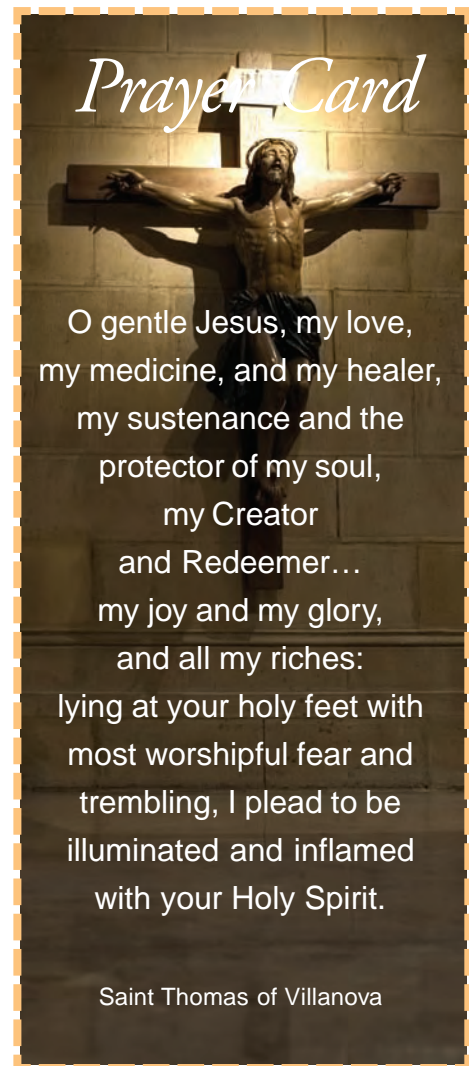 Prayer Card
O gentle Jesus, my love,
my medicine, and my healer,
my sustenance and the
protector of my soul,
my Creator
and Redeemer…
my joy and my glory,
and all my riches:
lying at your holy feet with
most worshipful fear and
trembling, I plead to be
illuminated and inflamed
with your Holy Spirit.
Saint Thomas of Villanova